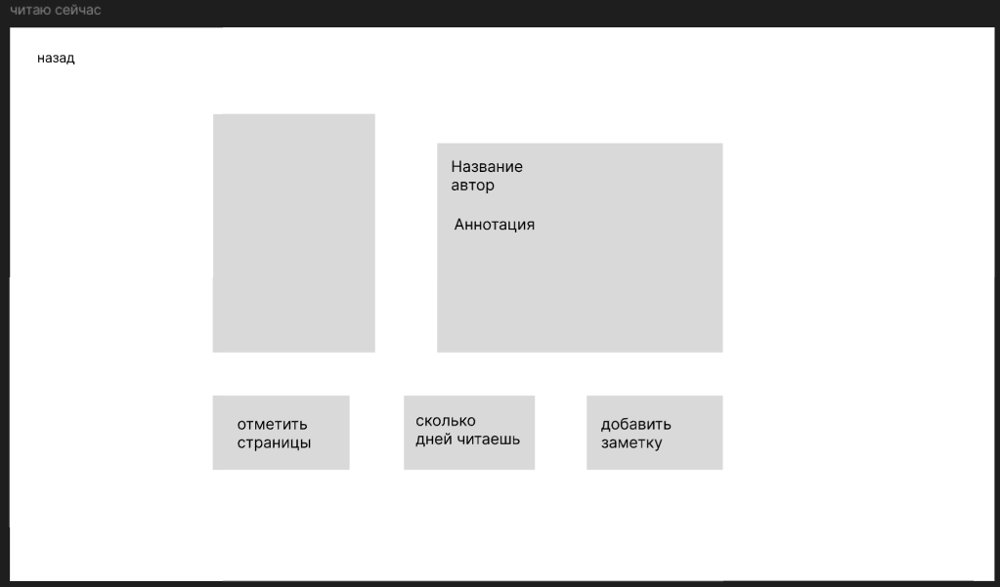 читаю сейчас
назад
Название
автор
Аннотация
отметить
страницы
сколько
дней читаешь
добавить
заметку